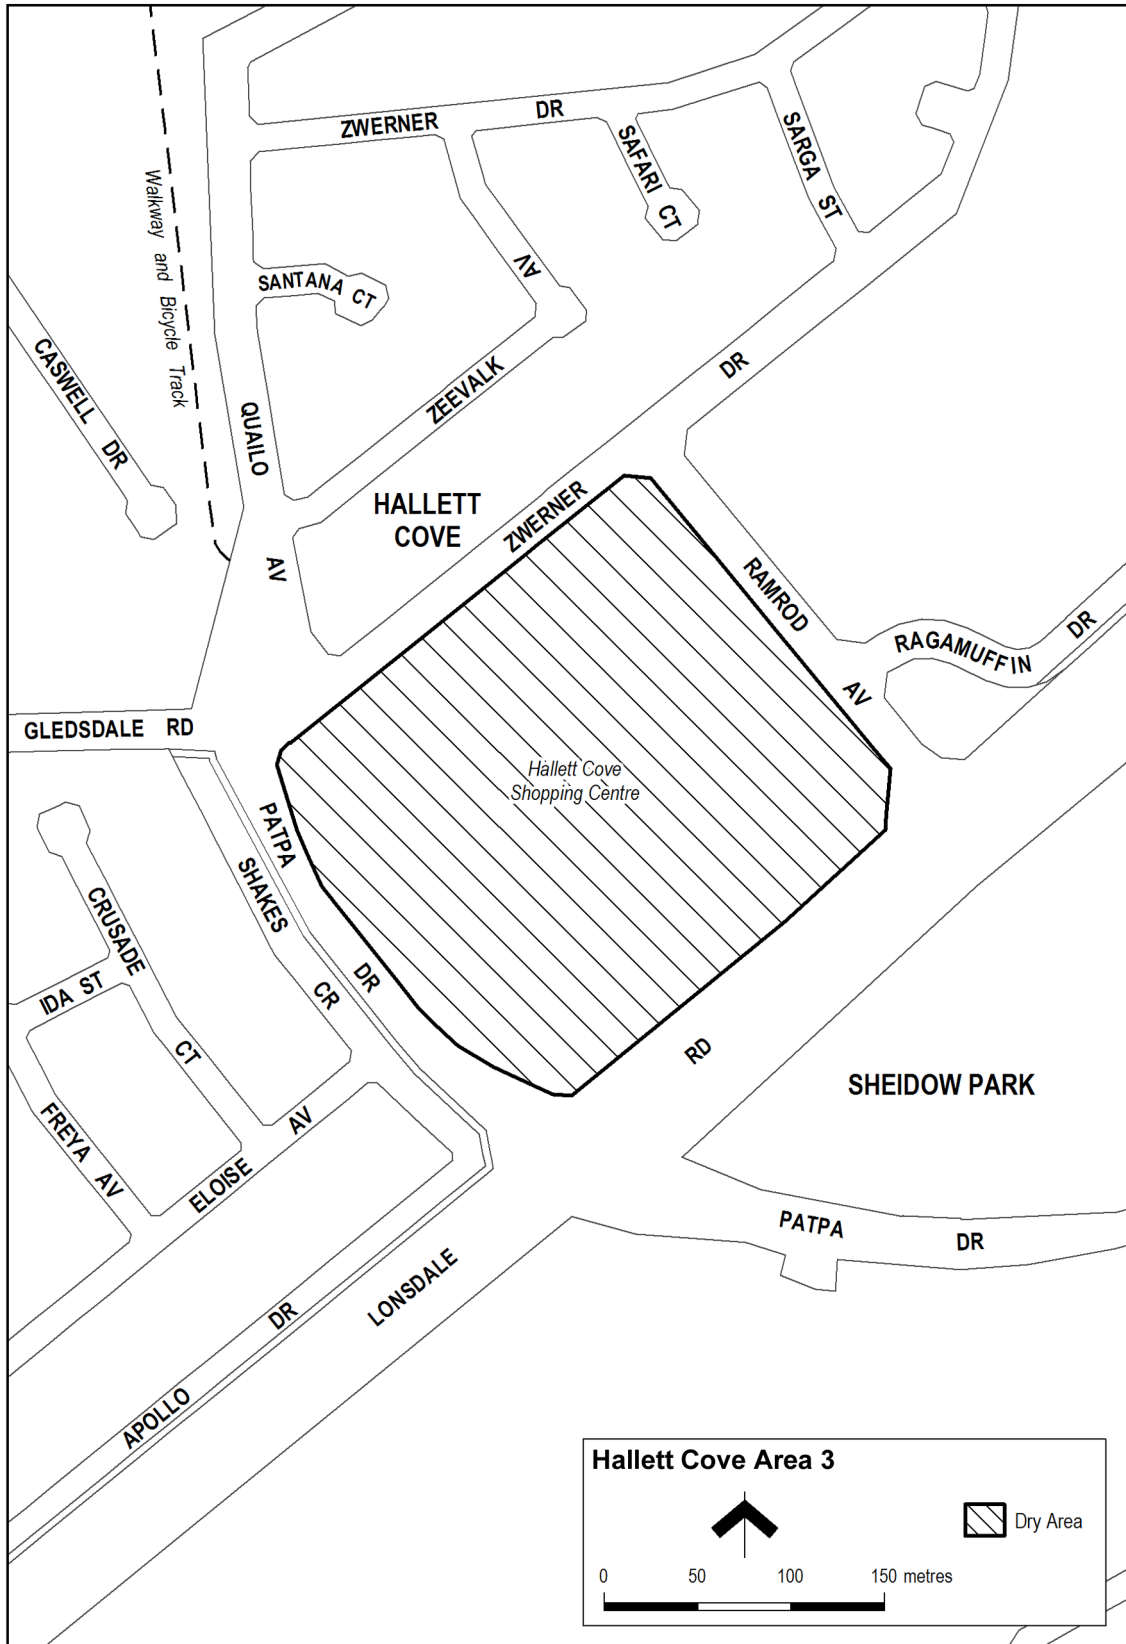 ZWERNER DR
SAFARI CT
SARGA ST
Walkway and Bicycle Track
SANTANA CT
AV
CASWELL DR
QUAILO
ZEEVALK
DR
HALLETT
COVE
ZWERNER
AV
RAMROD
RAGAMUFFIN DR
AV
GLEDSDALE RD
Hallett Cove
Shopping Centre
PATPA
SHAKES
CRUSADE
DR
CR
IDA ST
CT
RD
SHEIDOW PARK
FREYA AV
ELOISE AV
PATPA DR
LONSDALE
DR
APOLLO
Hallett Cove Area 3
Dry Area
0 50 100 150 metres